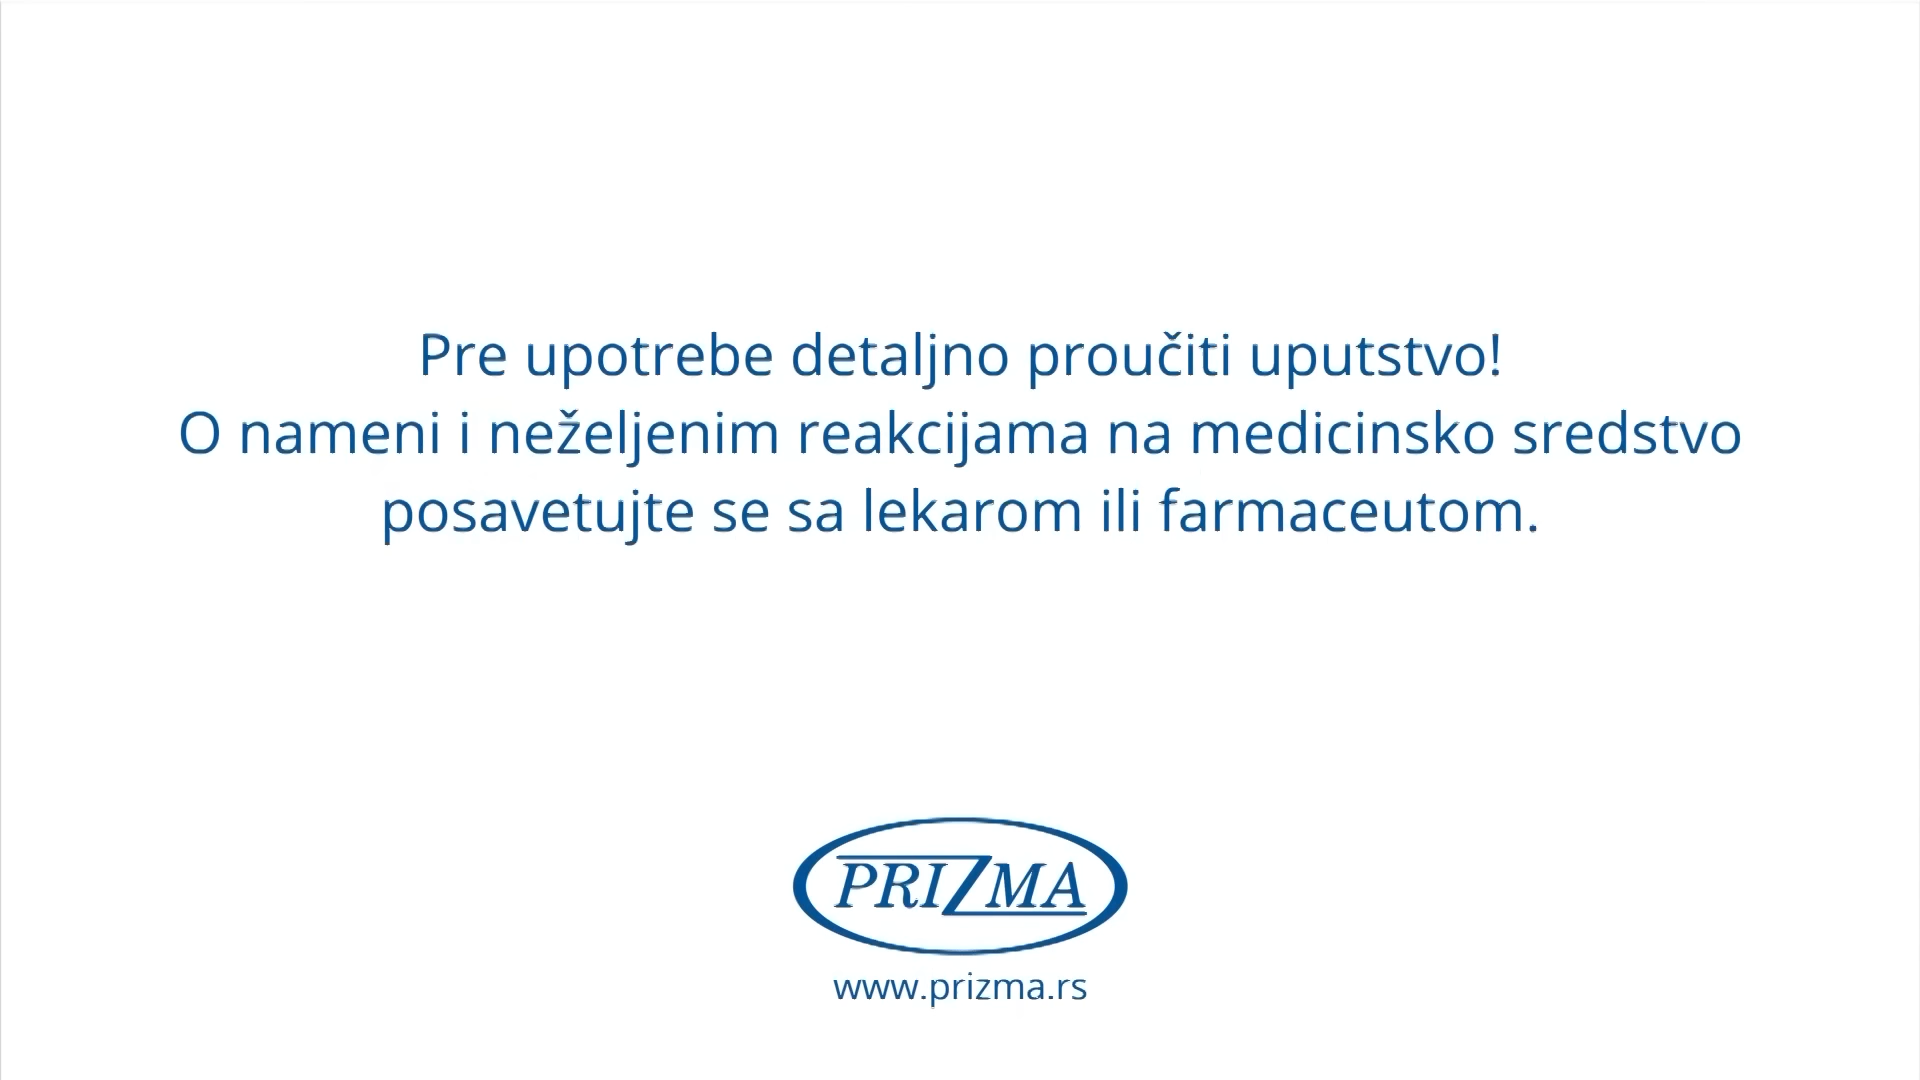 Pre upotrebe detaljno proučiti uputstvo!
O nameni i neželjenim reakcijama na medicinsko sredstvo
posavetujte se sa lekarom ili farmaceutom.
PRIZMA
www.prizma.rs